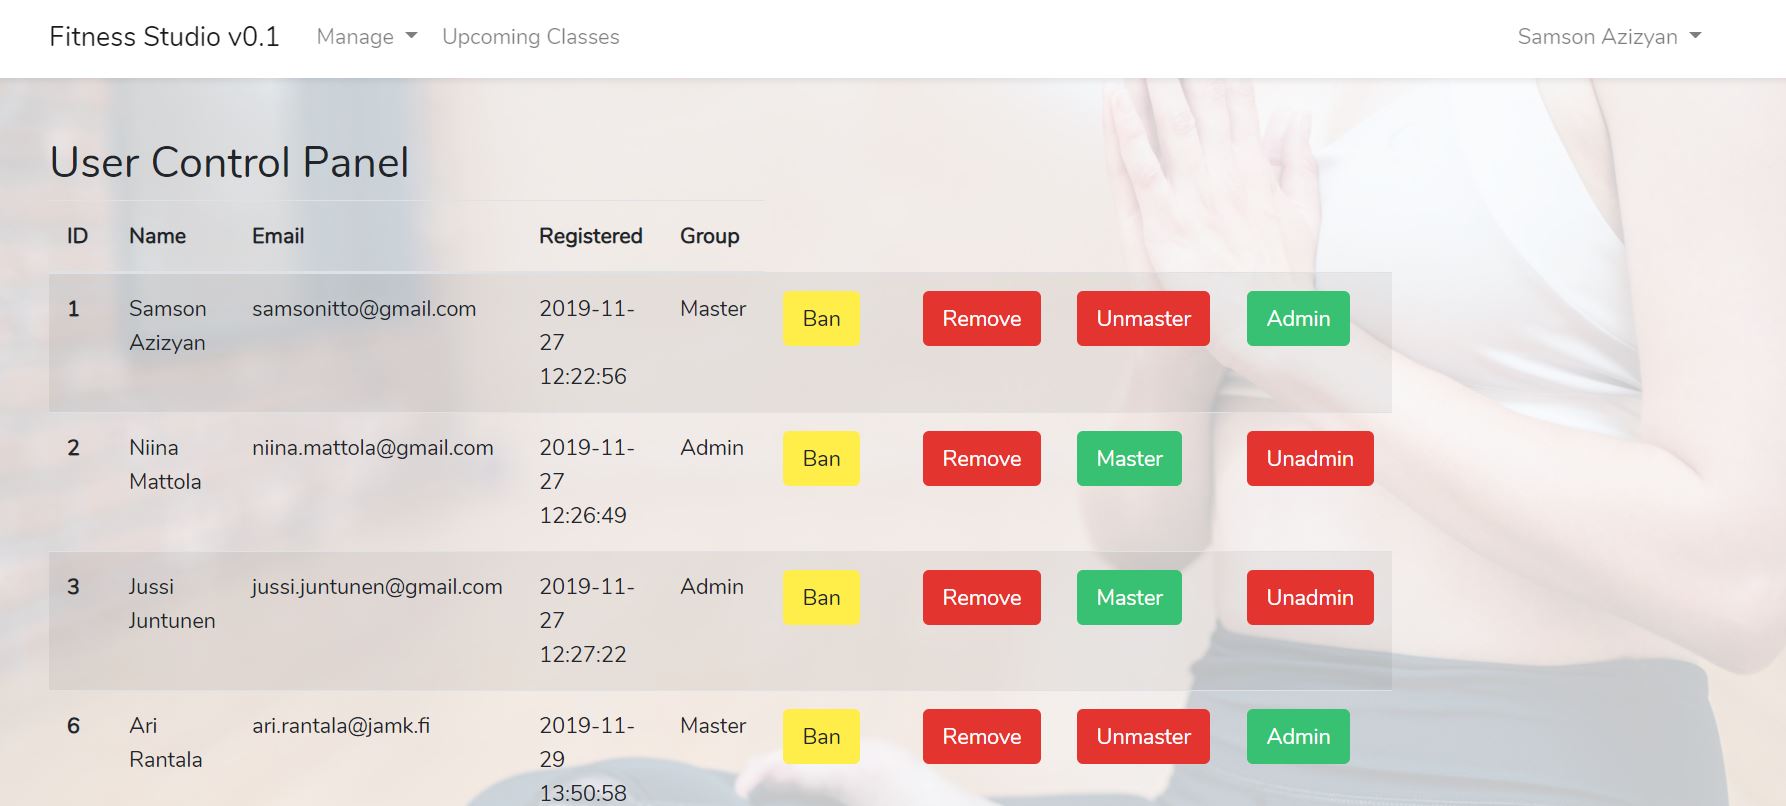 Fitness Studio v0.1 Manage Upcoming Classes Samson Azizyan
User Control Panel
ID Name Email Registered Group
1 Samson samsonitto@gmail.com 2019-11- Master Ban Remove Unmaster Admin
Azizyan 27
12:22:56
2 Niina niina.mattola@gmail.com 2019-11- Admin Ban Remove Master Unadmin
Mattola 27
12:26:49
3 Jussi jussi.juntunen@gmail.com 2019-11- Admin Ban Remove Master Unadmin
Juntunen 27
12:27:22
6 Ari ari.rantala@jamk.fi 2019-11- Master Ban Remove Unmaster Admin
Rantala 29
13:50:58